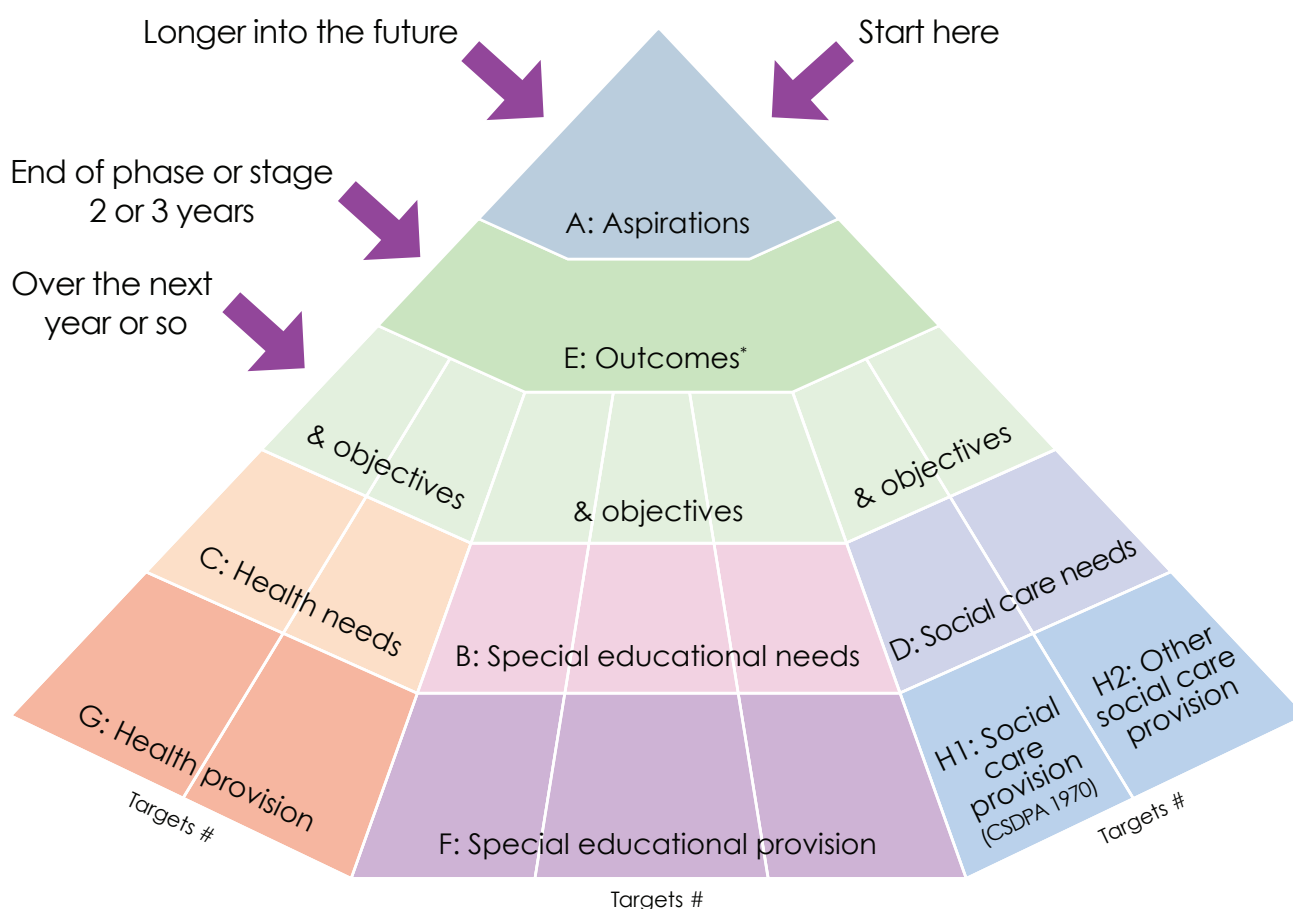 Longer into the future
Start here
End of phase or stage
2 or 3 years
Over the next
year or so
A: Aspirations
E: Outcomes*
& objectives
& objectives
& objectives
C: Health needs
B: Special educational needs
D: Social care needs
G: Health provision
F: Special educational provision
H1: Social
care
provision
(CSDPA 1970)
H2: Other
social care
provision
Targets #
Targets #
Targets #